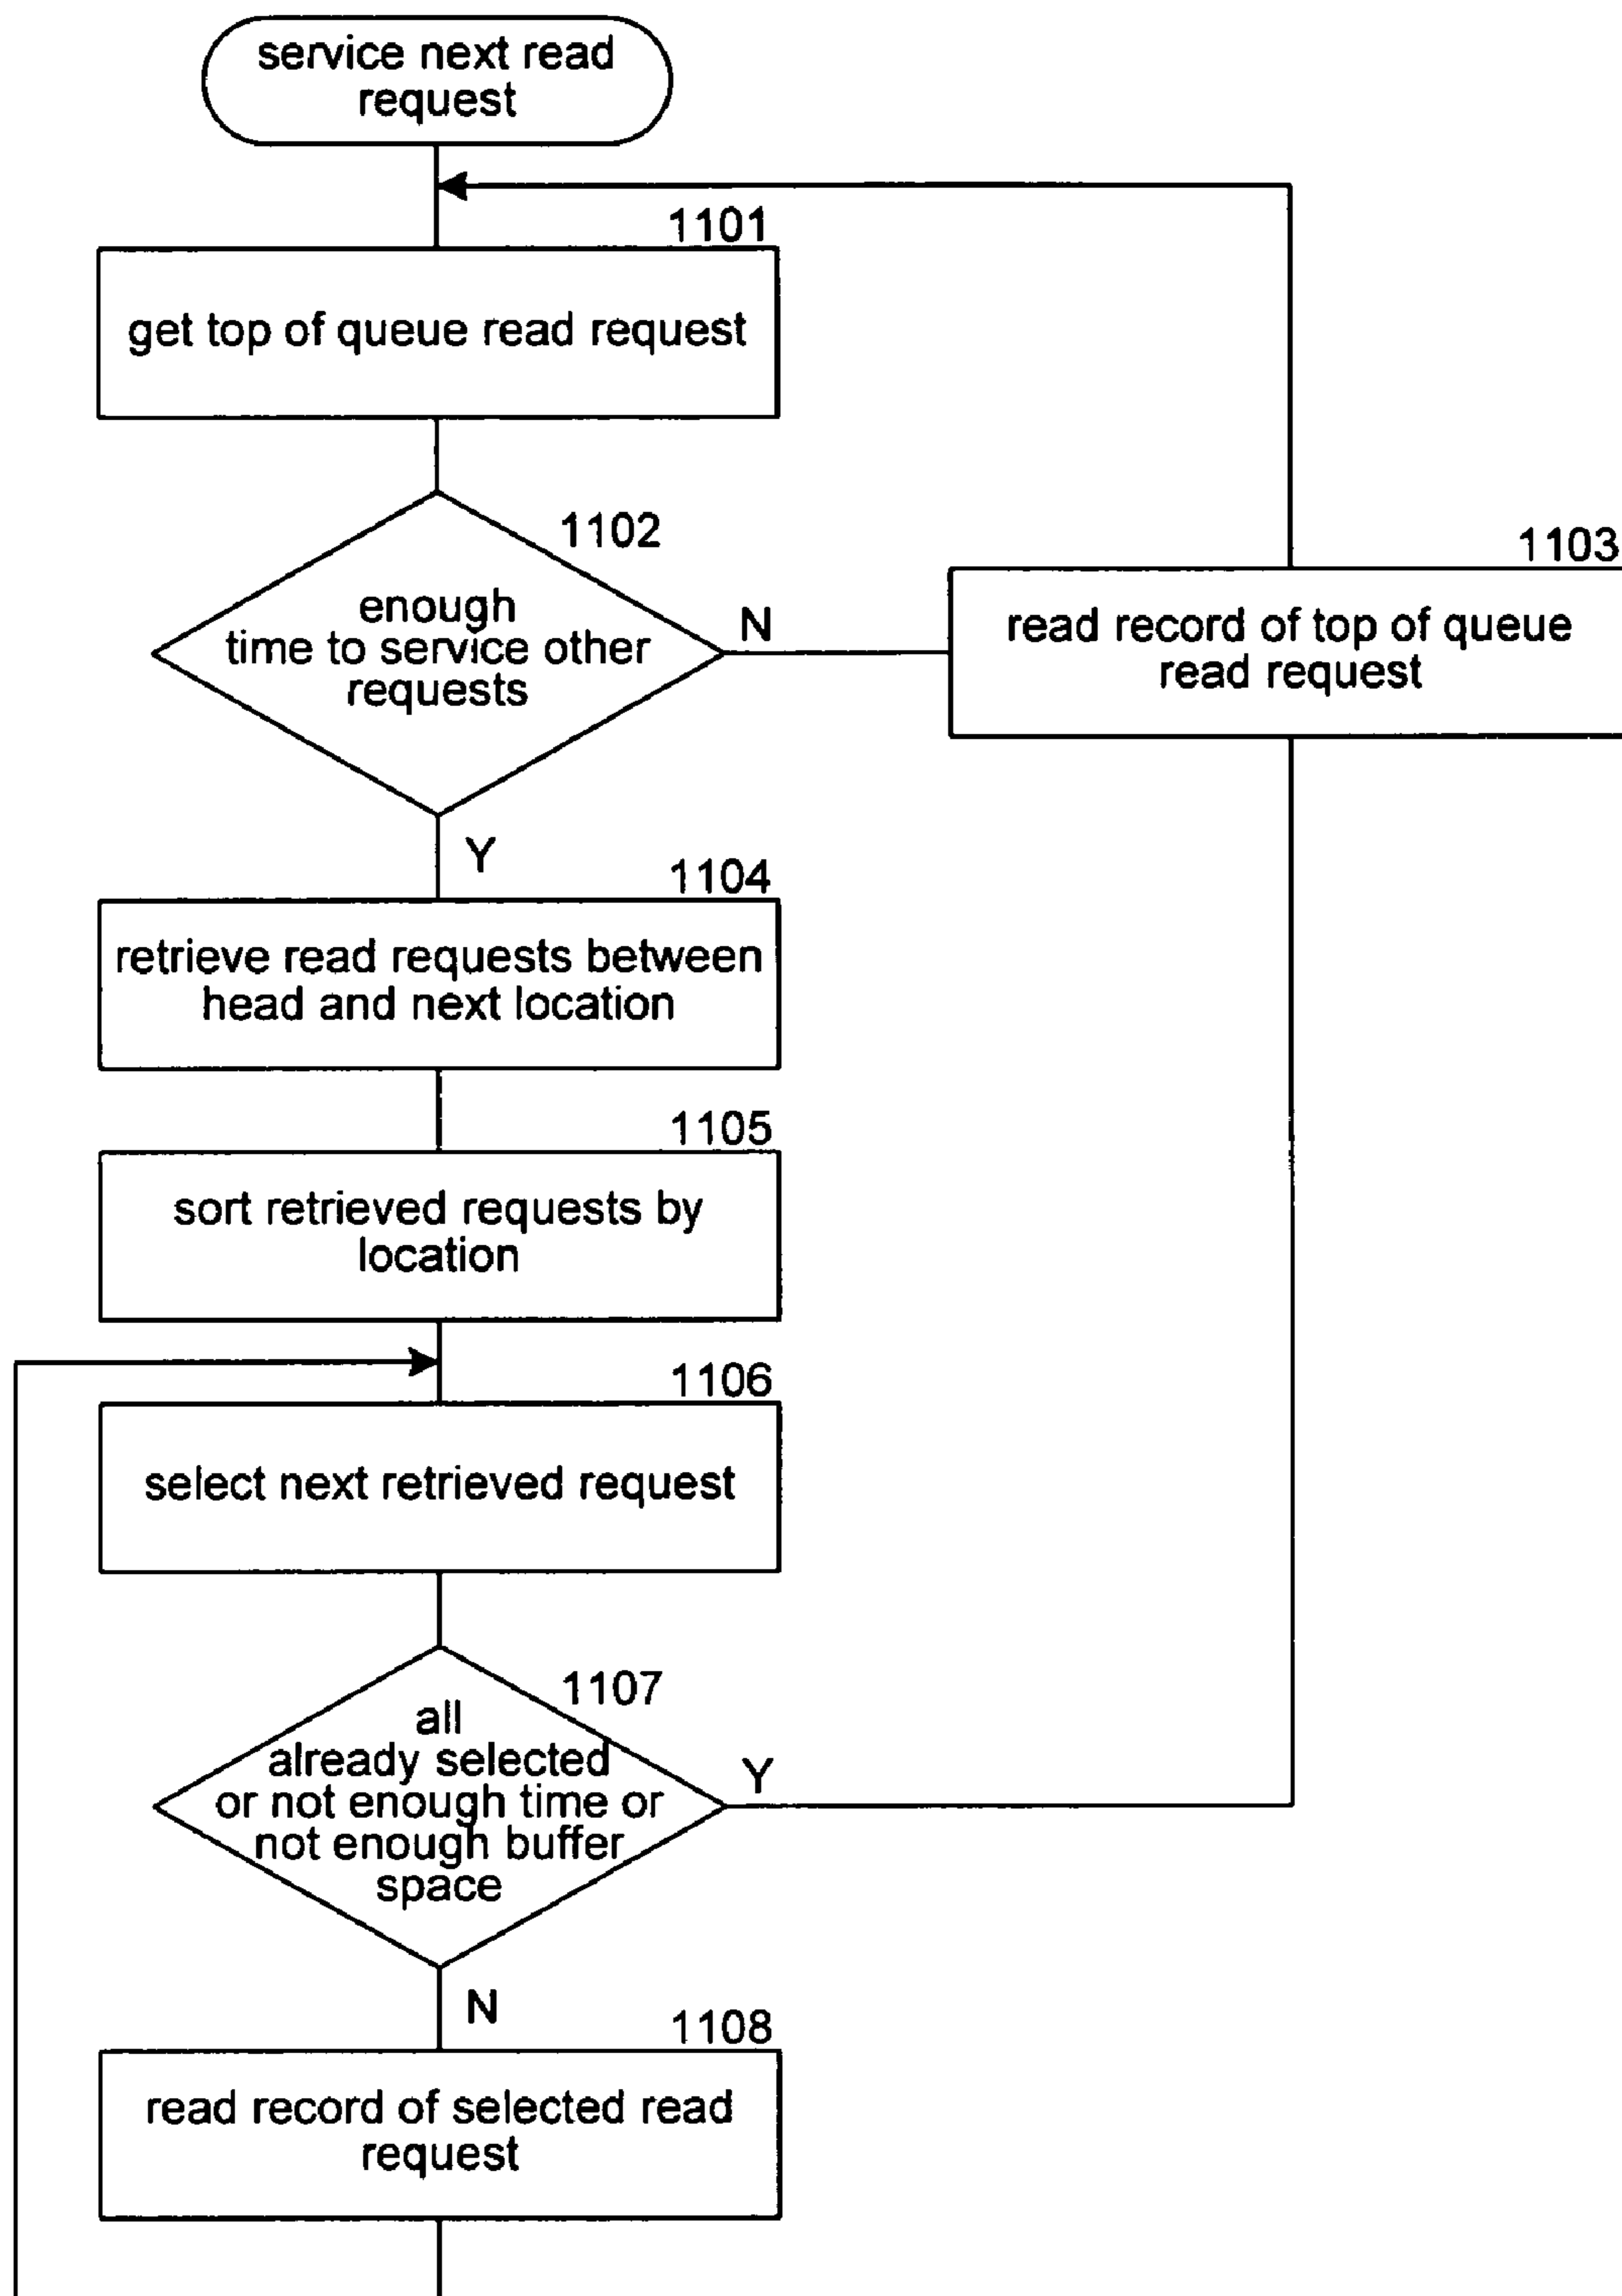 service next read
request
1101
get top of queue read request
1102
enough
time to service other
requests
N
1103
read record of top of queue
read request
Y
1104
retrieve read requests between
head and next location
1105
sort retrieved requests by
location
1106
select next retrieved request
1107
all
already selected
or not enough time or
not enough buffer
space
Y
N
1108
read record of selected read
request